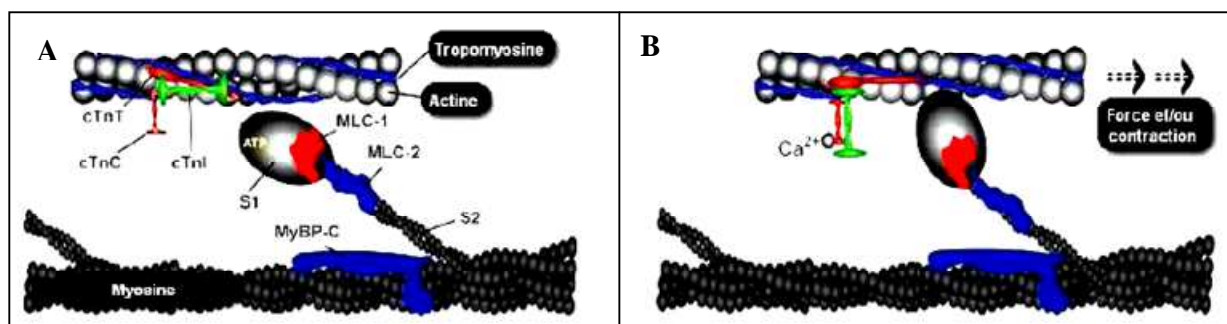 A
Tropomyosine
Actine
cTnT
cTnC
cTnI
ATP
MLC-1
MLC-2
S1
S2
MyBP-C
Myosine
B
Ca2+
Force et/ou
contraction